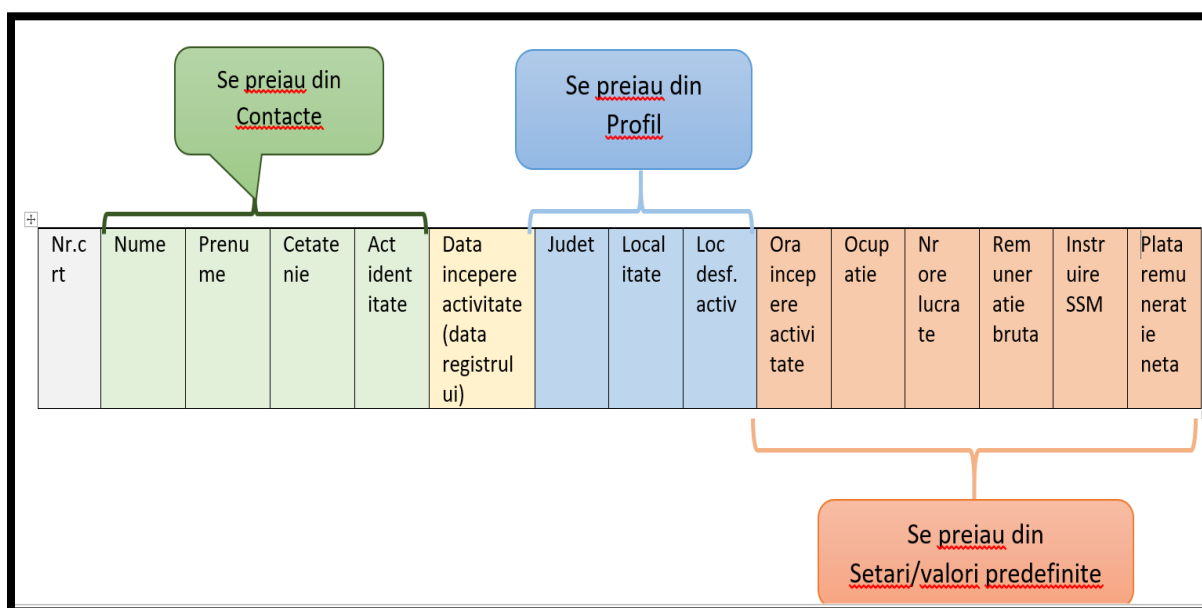 Se preiau din
Contacte
Se preiau din
Profil
Nr.c
rt
Nume
Prenu
me
Cetate
nie
Act
ident
itate
Data
incepere
activitate
(data
registrul
ui)
Judet
Local
itate
Loc
desf.
activ
Ora
incep
ere
activi
tate
Ocup
atie
Nr
ore
lucra
te
Rem
uner
atie
bruta
Instr
uire
SSM
Plata
remu
nerat
ie
neta
Se preiau din
Setari/valori predefinite